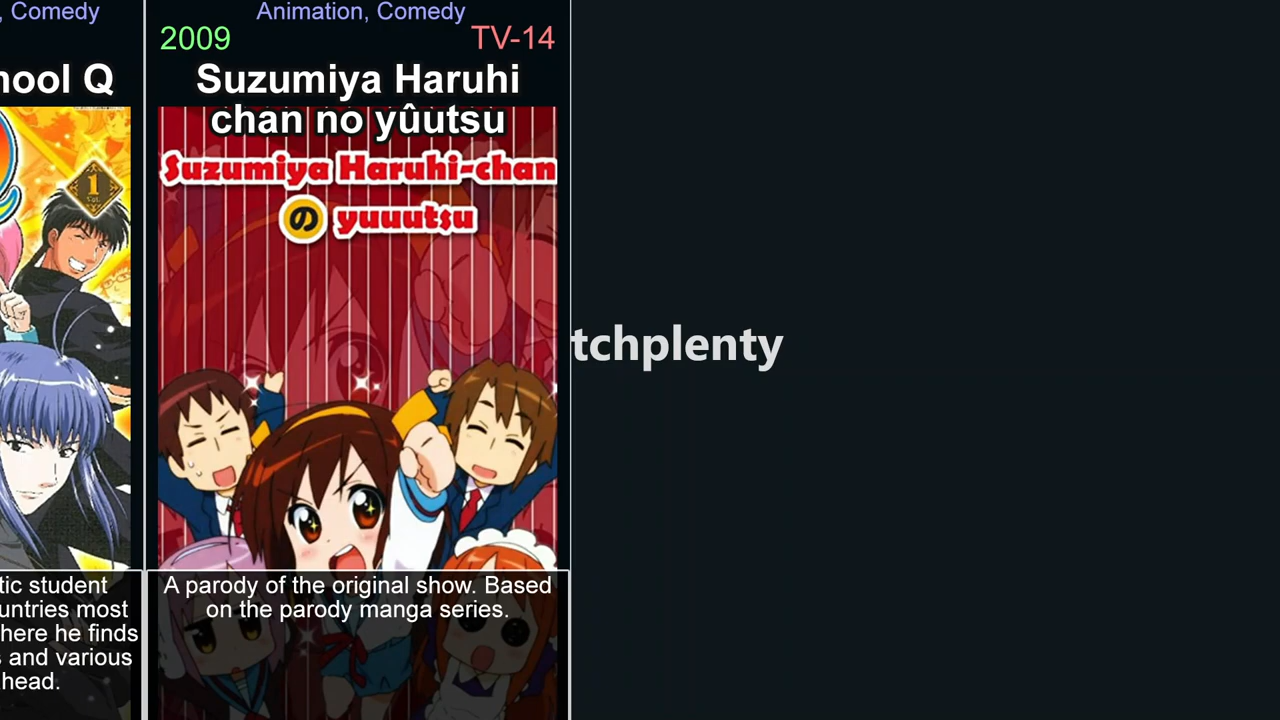 , Comedy
hool Q
1
Vol.
tic student
untries most
here he finds
s and various
head.
Animation, Comedy
2009 TV-14
Suzumiya Haruhi
chan no yûutsu
Suzumiya Haruhi-chan
の yuuutsu
A parody of the original show. Based
on the parody manga series.
tchplenty